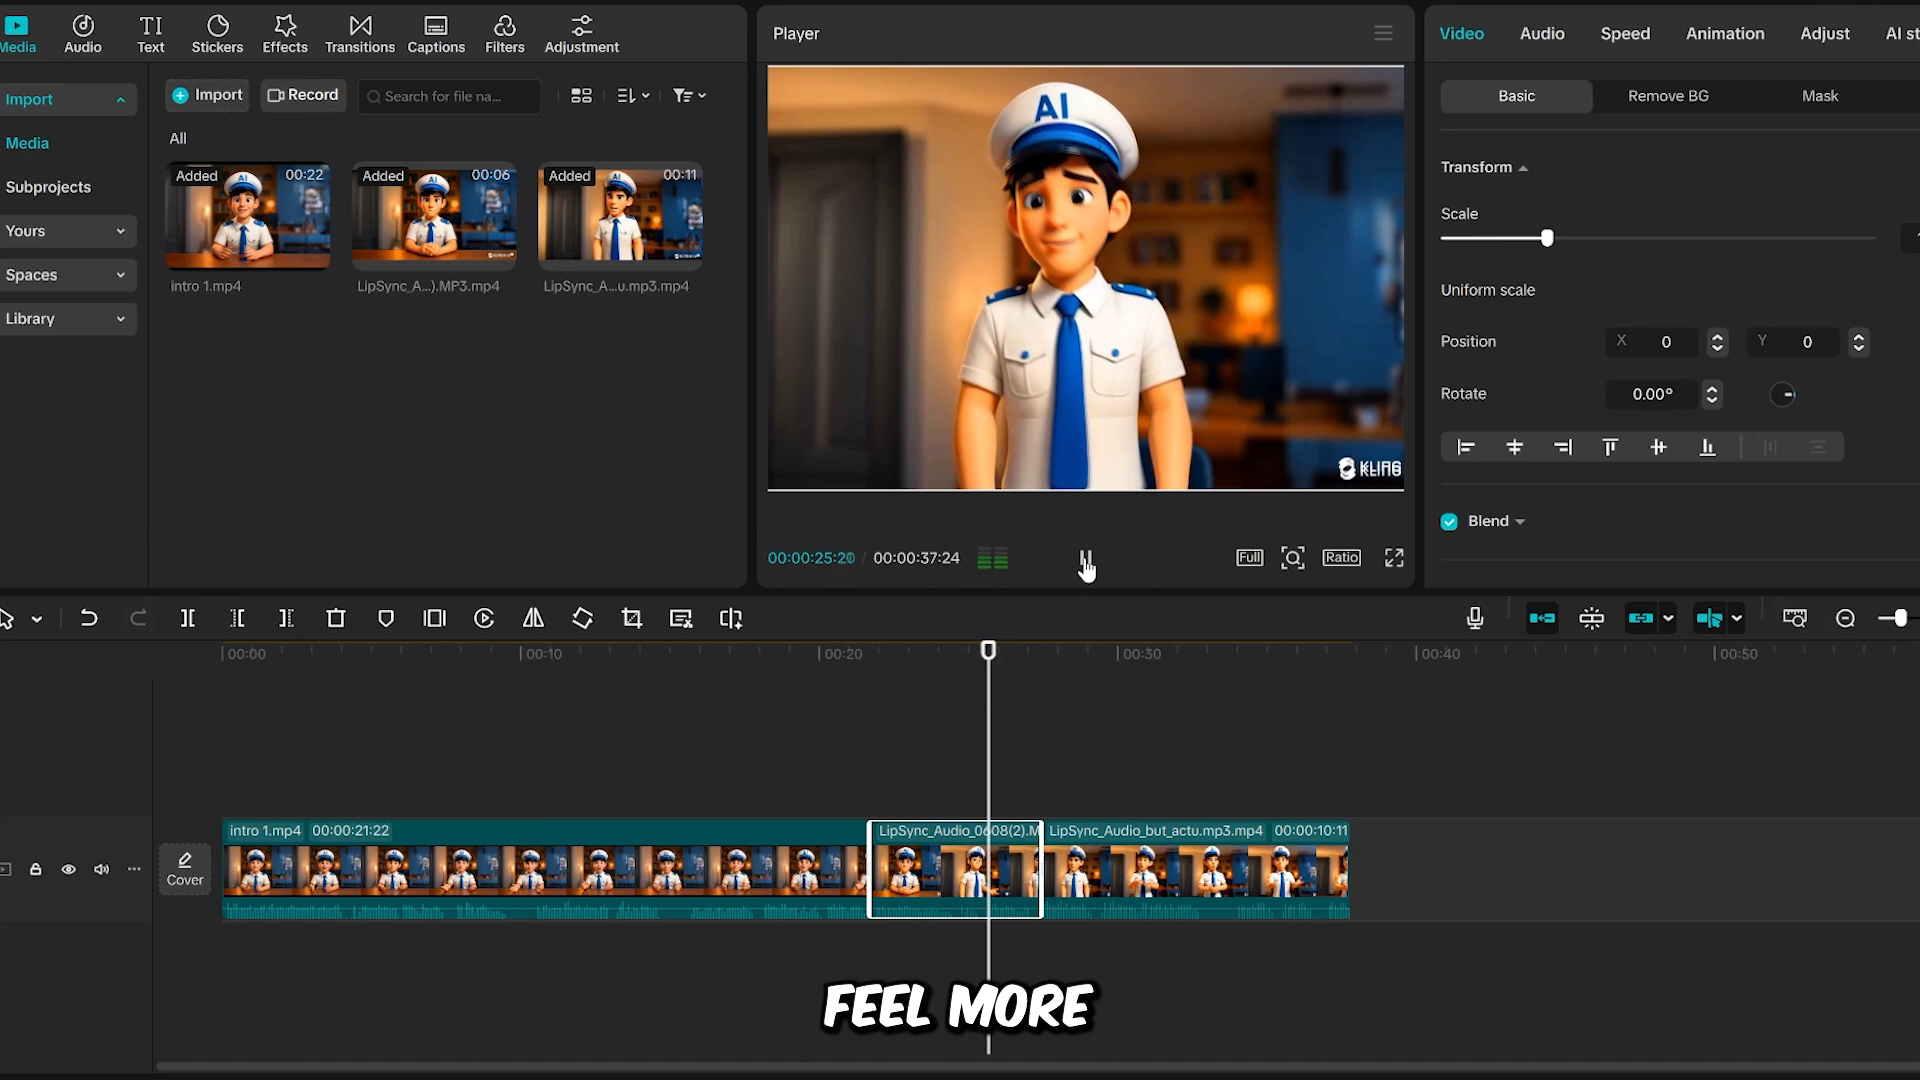 Media
Audio
Text
Stickers
Effects
Transitions
Captions
Filters
Adjustment
Import
Media
Subprojects
Yours
Spaces
Library
Import
Record
Search for file na...
All
Added 00:22
Added 00:06
Added 00:11
intro 1.mp4
LipSync_A...).MP3.mp4
LipSync_A...u.mp3.mp4
Player
AI
KLING
00:00:25:20 / 00:00:37:24
Full
Ratio
Video
Audio
Speed
Animation
Adjust
AI st
Basic
Remove BG
Mask
Transform
Scale
Uniform scale
Position X 0 Y 0
Rotate 0.00°
Blend
00:00
00:10
00:20
00:30
00:40
00:50
Cover
intro 1.mp4 00:00:21:22
LipSync_Audio_0608(2).M
LipSync_Audio_but_actu.mp3.mp4 00:00:10:11
FEEL MORE